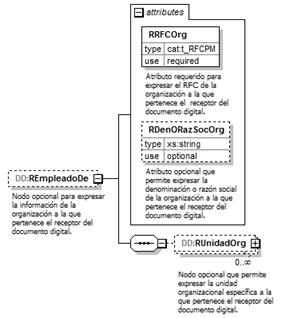 attributes
RRFCOrg
type cat:t_RFCPM
use required
Atributo requerido para
expresar el RFC de la
organización a la que
pertenece el receptor del
documento digital.
RDenORazSocOrg
type xs:string
use optional
Atributo opcional que
permite expresar la
denominación o razón social
de la organización a la que
pertenece el receptor del
documento digital.
DD:REmpleadoDe
Nodo opcional para expresar
la información de la
organización a la que
pertenece el receptor del
documento digital.
DD:RUnidadOrg
0..∞
Nodo opcional que permite
expresar la unidad
organizacional específica a la
que pertenece el receptor del
documento digital.